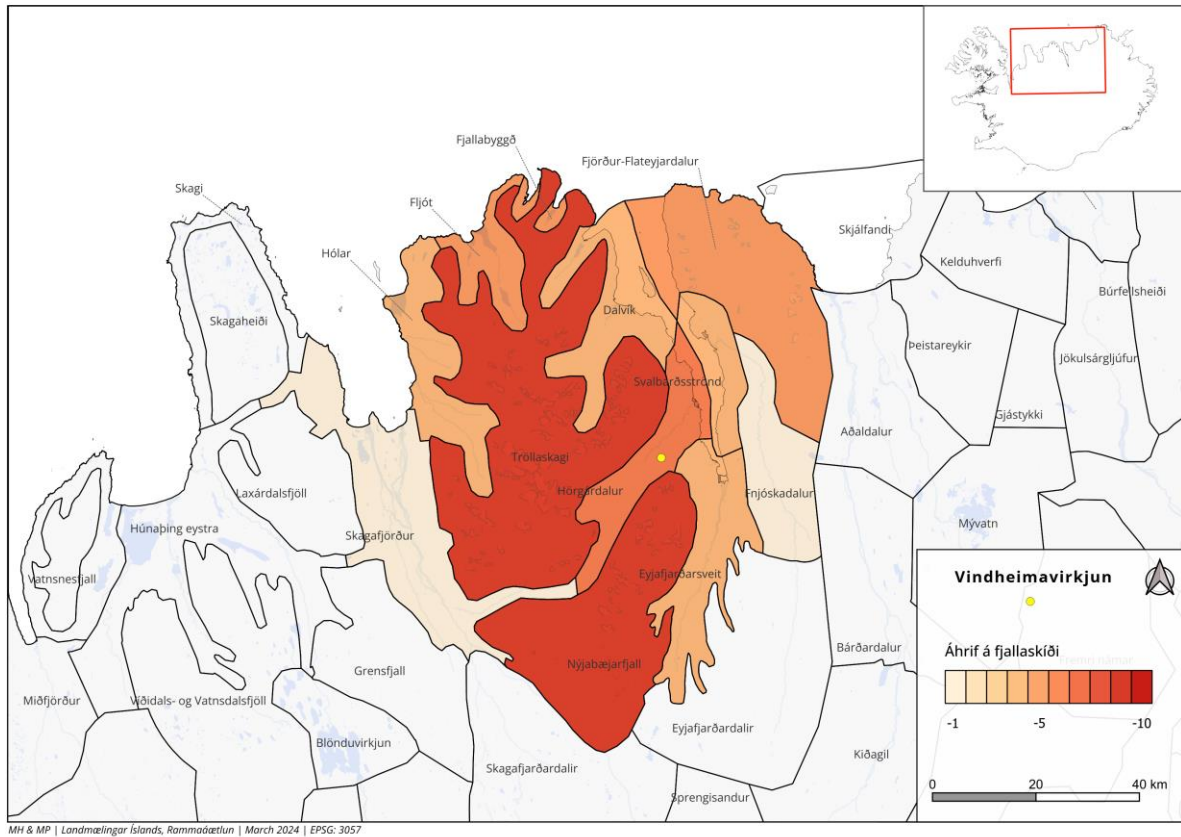 Fjallabyggð
Fjörður-Flateyjardalur
Skagi
Fljót
Skjálfandi
Hólar
Kelduhverfi
Búrfellsheiði
Skagaheiði
Dalvík
Þeistareykir
Jökulsárgljúfur
Svalbarðsströnd
Gjástykki
Aðaldalur
Tröllaskagi
Laxárdalsfjöll
Hörgárdalur
Fnjóskadalur
Húnaþing eystra
Skagafjörður
Mývatn
Vatnsnesfjall
Eyjafjarðarsveit
Vindheimavirkjun
Áhrif á fjallaskíði
Fremri námar
Nýjabæjarfjall
Bárðardalur
Grensfjall
Miðfjörður
Víðidals- og Vatnsdalsfjöll
-1
-5
-10
Eyjafjarðardalir
Blönduvirkjun
Kiðagil
Skagafjarðardalir
Sprengisandur
0
20
40 km
MH & MP | Landmælingar Íslands, Rammaáætlun | March 2024 | EPSG: 3057